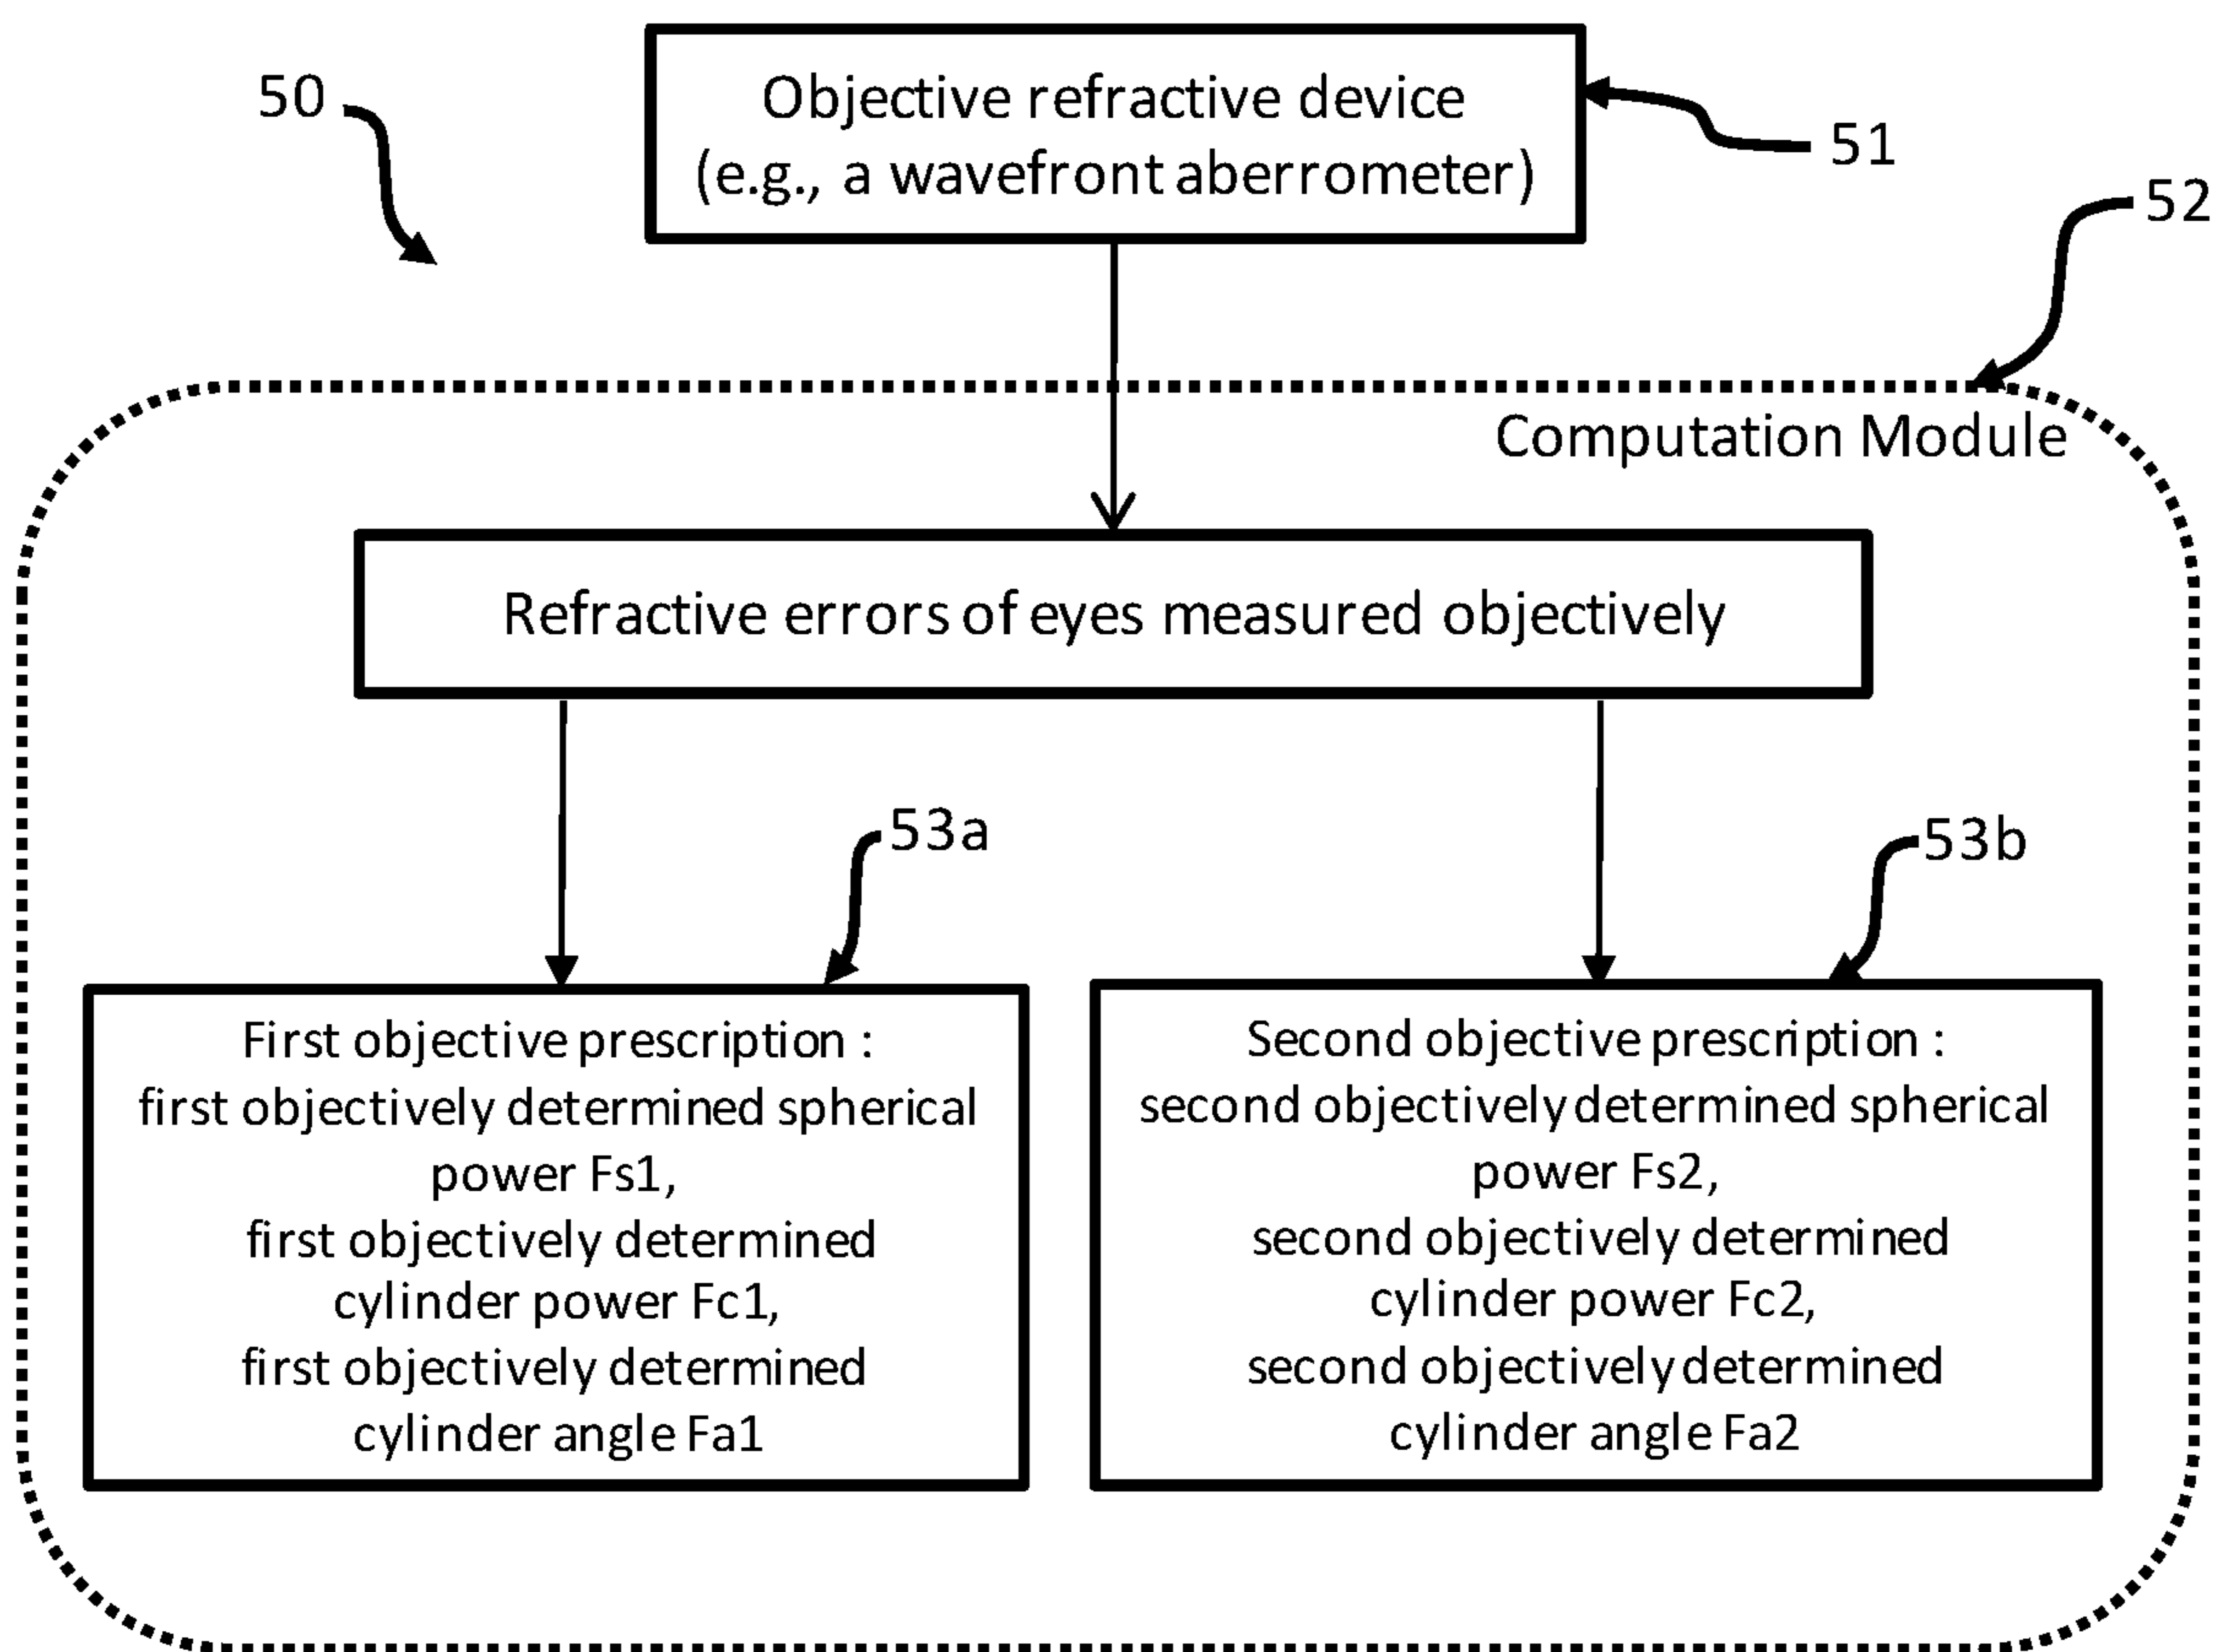 50
Objective refractive device
(e.g., a wavefront aberrometer)
51
52
Computation Module
Refractive errors of eyes measured objectively
53a
53b
First objective prescription :
first objectively determined spherical
power Fs1,
first objectively determined
cylinder power Fc1,
first objectively determined
cylinder angle Fa1
Second objective prescription :
second objectively determined spherical
power Fs2,
second objectively determined
cylinder power Fc2,
second objectively determined
cylinder angle Fa2